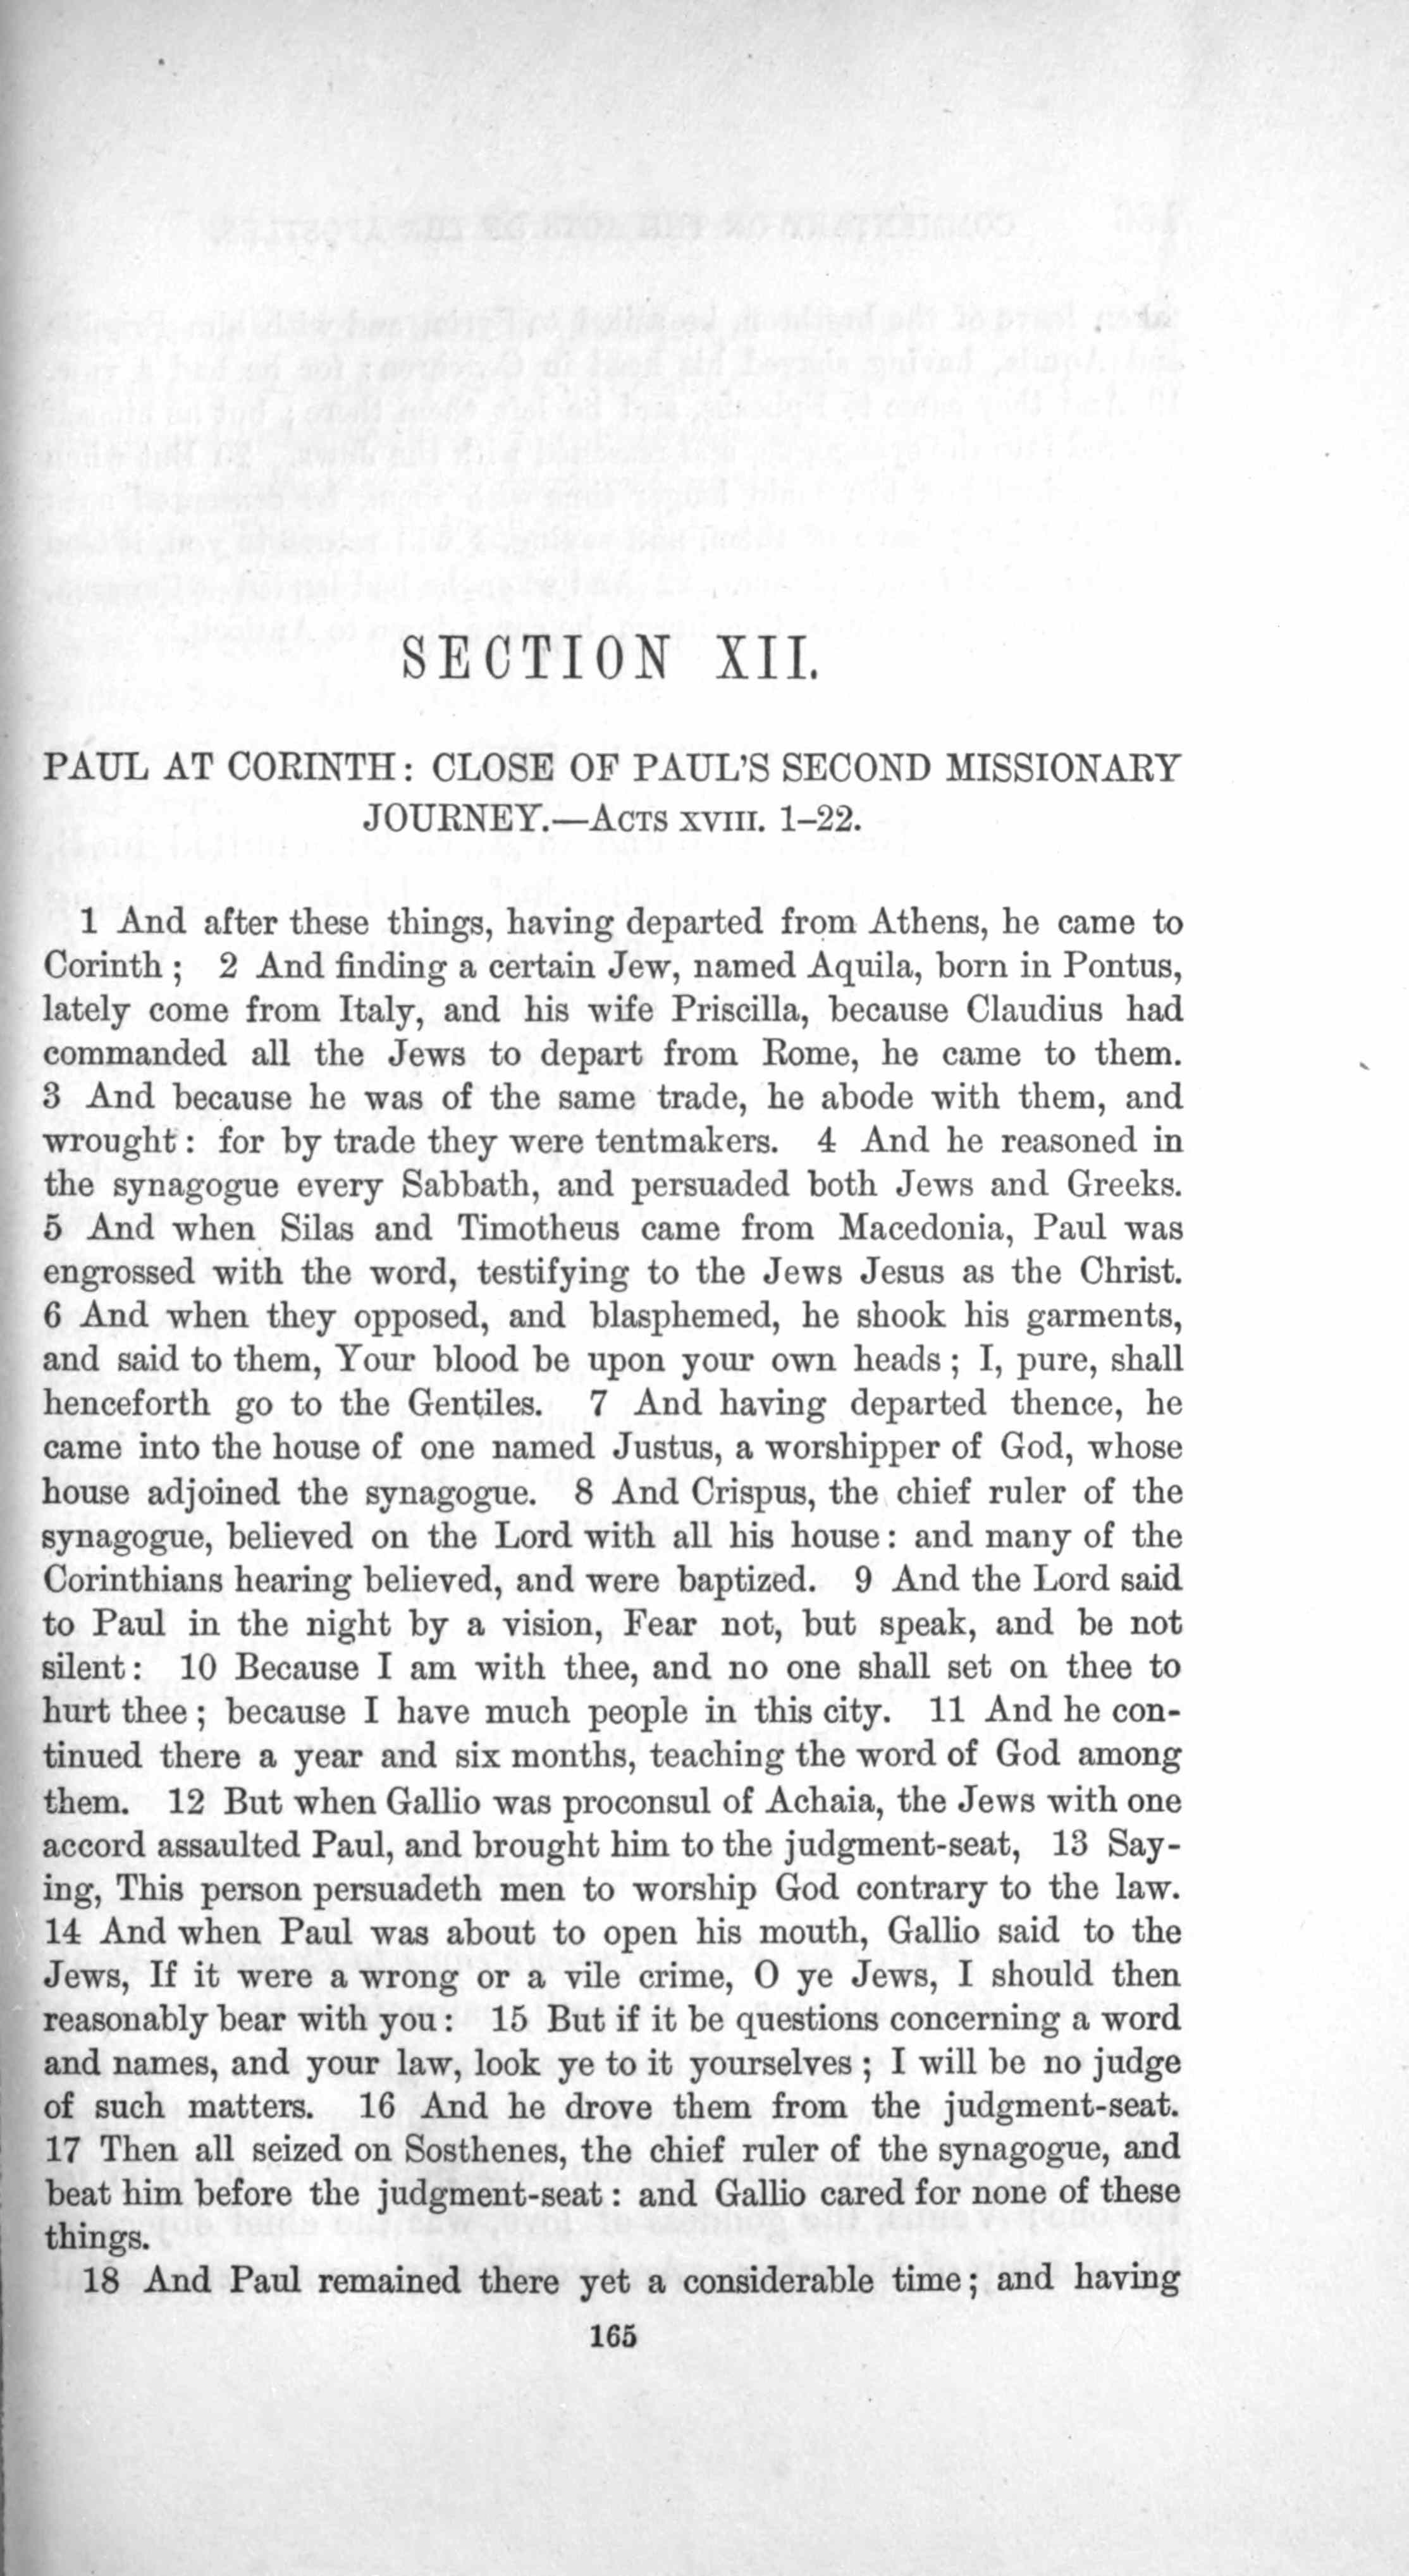 SECTION XII.
PAUL AT CORINTH: CLOSE OF PAUL'S SECOND MISSIONARY
JOURNEY.—ACTS XVIII. 1–22.
1 And after these things, having departed from Athens, he came to
Corinth ; 2 And finding a certain Jew, named Aquila, born in Pontus,
lately come from Italy, and his wife Priscilla, because Claudius had
commanded all the Jews to depart from Rome, he came to them.
3 And because he was of the same trade, he abode with them, and
wrought : for by trade they were tentmakers. 4 And he reasoned in
the synagogue every Sabbath, and persuaded both Jews and Greeks.
5 And when Silas and Timotheus came from Macedonia, Paul was
engrossed with the word, testifying to the Jews Jesus as the Christ.
6 And when they opposed, and blasphemed, he shook his garments,
and said to them, Your blood be upon your own heads ; I, pure, shall
henceforth go to the Gentiles. 7 And having departed thence, he
came into the house of one named Justus, a worshipper of God, whose
house adjoined the synagogue. 8 And Crispus, the chief ruler of the
synagogue, believed on the Lord with all his house : and many of the
Corinthians hearing believed, and were baptized. 9 And the Lord said
to Paul in the night by a vision, Fear not, but speak, and be not
silent : 10 Because I am with thee, and no one shall set on thee to
hurt thee ; because I have much people in this city. 11 And he con-
tinued there a year and six months, teaching the word of God among
them. 12 But when Gallio was proconsul of Achaia, the Jews with one
accord assaulted Paul, and brought him to the judgment-seat, 13 Say-
ing, This person persuadeth men to worship God contrary to the law.
14 And when Paul was about to open his mouth, Gallio said to the
Jews, If it were a wrong or a vile crime, O ye Jews, I should then
reasonably bear with you : 15 But if it be questions concerning a word
and names, and your law, look ye to it yourselves ; I will be no judge
of such matters. 16 And he drove them from the judgment-seat.
17 Then all seized on Sosthenes, the chief ruler of the synagogue, and
beat him before the judgment-seat : and Gallio cared for none of these
things.
18 And Paul remained there yet a considerable time ; and having
165